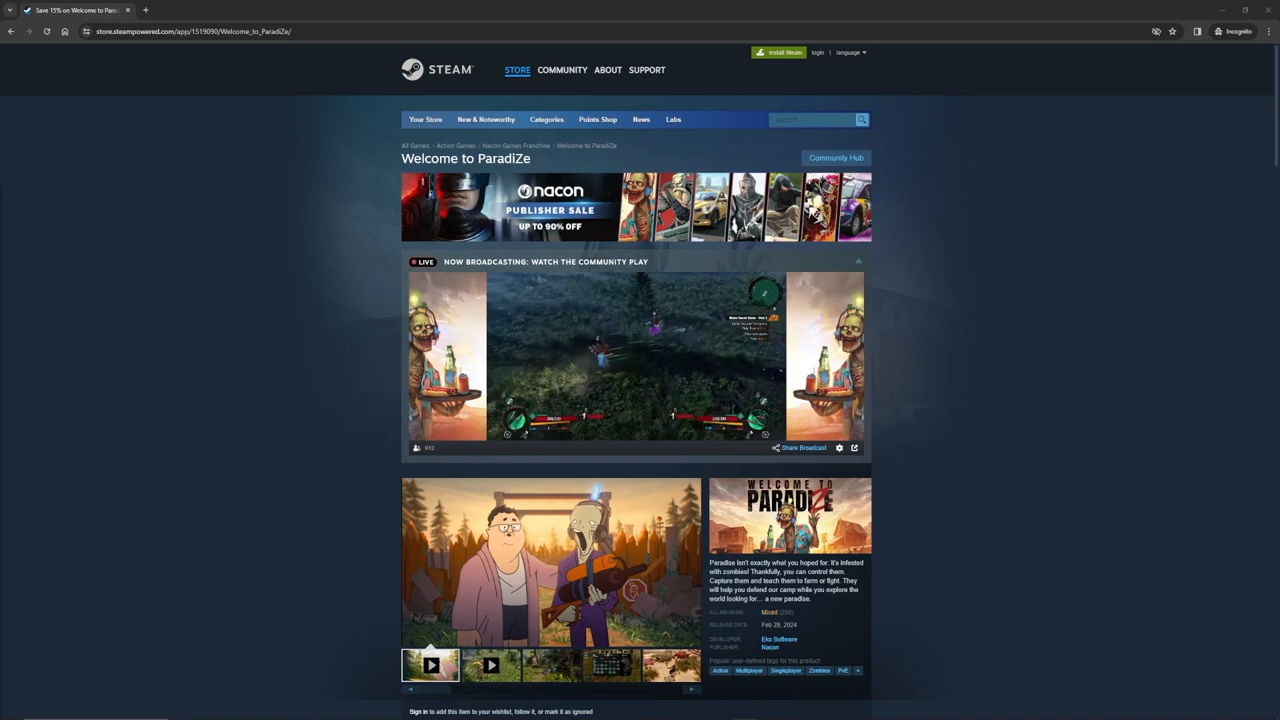 Save 15% on Welcome to Para
store.steampowered.com/app/1519090/Welcome_to_ParadiZe/
Incognito
Install Steam
login | language
STEAM
STORE COMMUNITY ABOUT SUPPORT
Your Store New & Noteworthy Categories Points Shop News Labs
search
All Games > Action Games > Nacon Games Franchise > Welcome to ParadiZe
Welcome to ParadiZe
Community Hub
nacon
PUBLISHER SALE
UP TO 90% OFF
LIVE NOW BROADCASTING: WATCH THE COMMUNITY PLAY
912
Share Broadcast
WELCOME TO
PARADIZE
Paradise isn't exactly what you hoped for: it's infested
with zombies! Thankfully, you can control them.
Capture them and teach them to farm or fight. They
will help you defend our camp while you explore the
world looking for... a new paradise.
ALL REVIEWS: Mixed (250)
RELEASE DATE: Feb 29, 2024
DEVELOPER: Eko Software
PUBLISHER: Nacon
Popular user-defined tags for this product:
Action Multiplayer Singleplayer Zombies PvE +
Sign in to add this item to your wishlist, follow it, or mark it as ignored